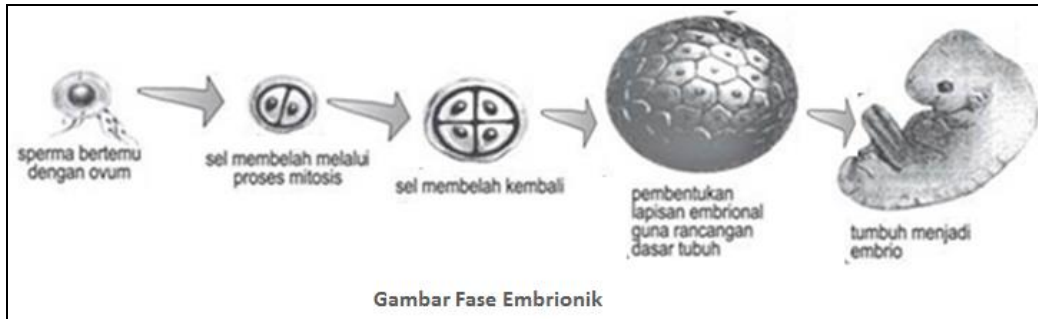 sperma bertemu
dengan ovum
sel membelah melalui
proses mitosis
sel membelah kembali
pembentukan
lapisan embrional
guna rancangan
dasar tubuh
tumbuh menjadi
embrio
Gambar Fase Embrionik